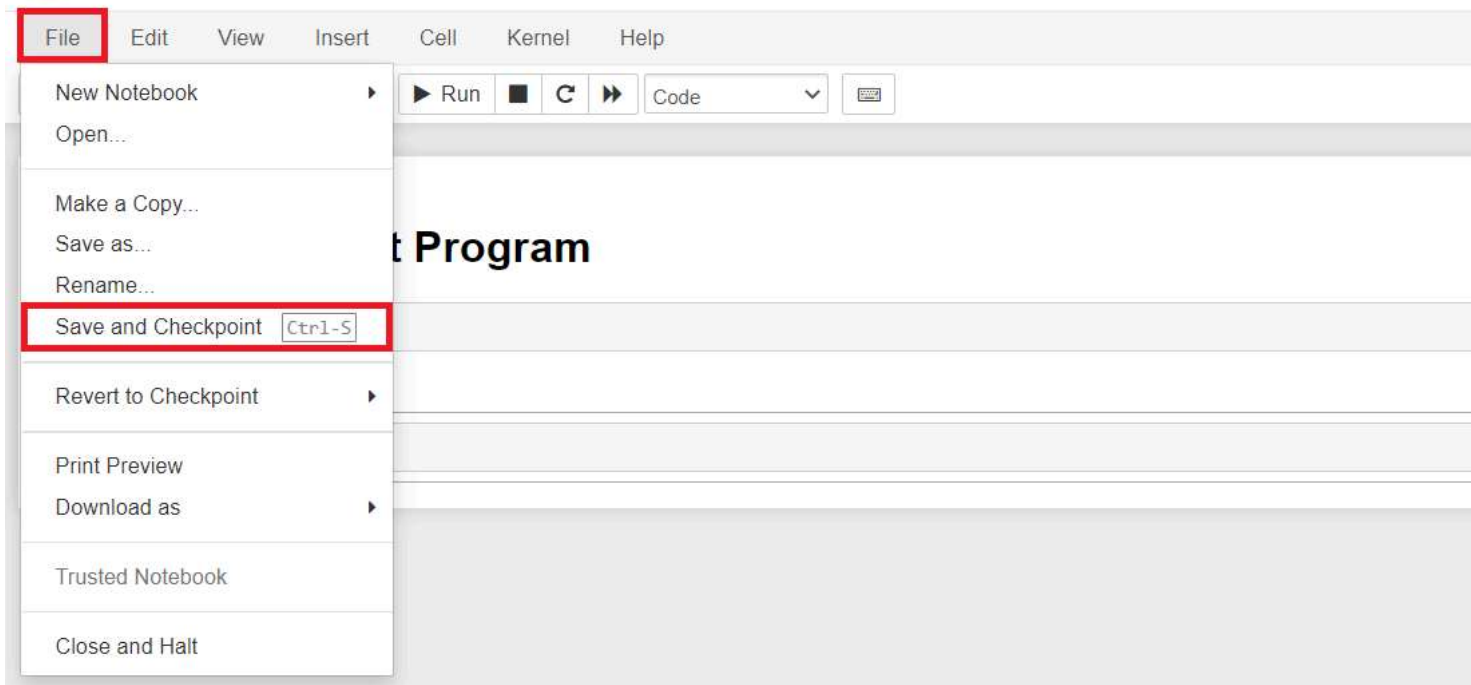 File Edit View Insert Cell Kernel Help
New Notebook
Run Code
Open...
Make a Copy...
Save as...
t Program
Rename...
Save and Checkpoint Ctrl-S
Revert to Checkpoint
Print Preview
Download as
Trusted Notebook
Close and Halt